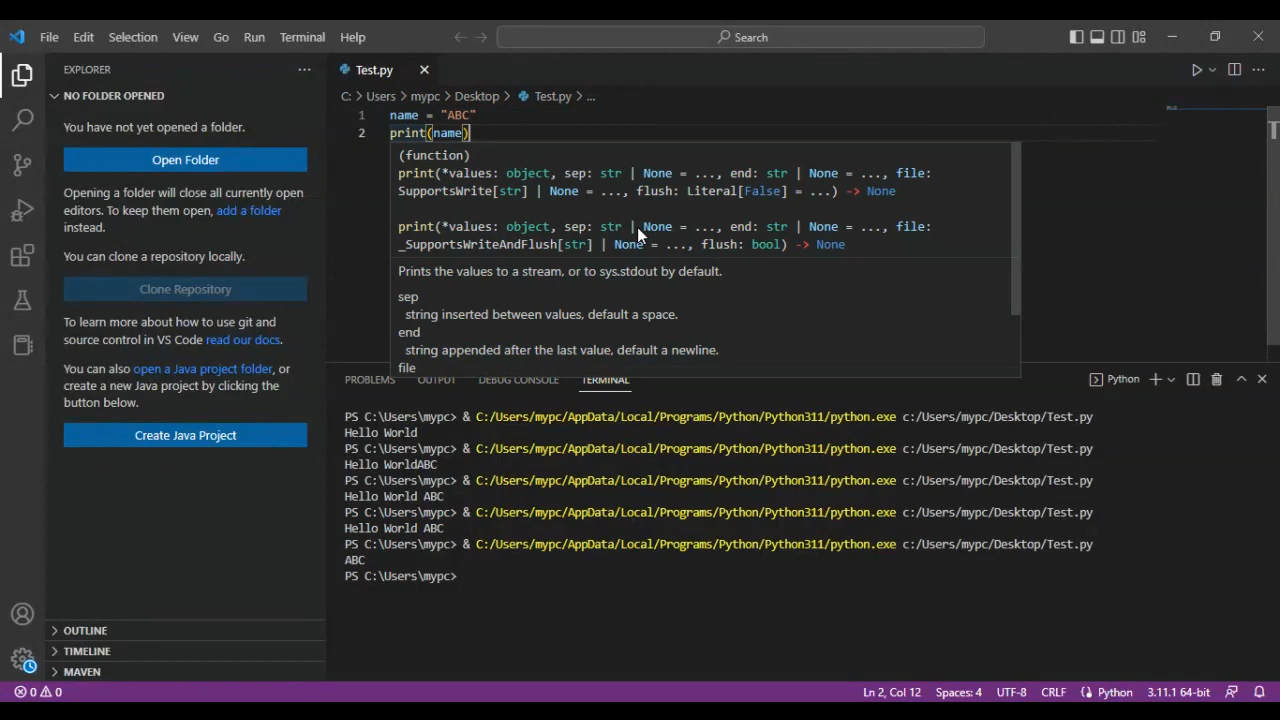 File Edit Selection View Go Run Terminal Help
Search
EXPLORER
NO FOLDER OPENED
You have not yet opened a folder.
Open Folder
Opening a folder will close all currently open
editors. To keep them open, add a folder
instead.
You can clone a repository locally.
Clone Repository
To learn more about how to use git and
source control in VS Code read our docs.
You can also open a Java project folder, or
create a new Java project by clicking the
button below.
Create Java Project
OUTLINE
TIMELINE
MAVEN
Test.py
C: > Users > mypc > Desktop > Test.py > ...
1 name = "ABC"
2 print(name)
(function)
print(*values: object, sep: str | None = ..., end: str | None = ..., file:
SupportsWrite[str] | None = ..., flush: Literal[False] = ...) -> None
print(*values: object, sep: str | None = ..., end: str | None = ..., file:
_SupportsWriteAndFlush[str] | None = ..., flush: bool) -> None
Prints the values to a stream, or to sys.stdout by default.
sep
string inserted between values, default a space.
end
string appended after the last value, default a newline.
file
PROBLEMS OUTPUT DEBUG CONSOLE TERMINAL
Python
PS C:\Users\mypc> & C:/Users/mypc/AppData/Local/Programs/Python/Python311/python.exe c:/Users/mypc/Desktop/Test.py
Hello World
PS C:\Users\mypc> & C:/Users/mypc/AppData/Local/Programs/Python/Python311/python.exe c:/Users/mypc/Desktop/Test.py
Hello WorldABC
PS C:\Users\mypc> & C:/Users/mypc/AppData/Local/Programs/Python/Python311/python.exe c:/Users/mypc/Desktop/Test.py
Hello World ABC
PS C:\Users\mypc> & C:/Users/mypc/AppData/Local/Programs/Python/Python311/python.exe c:/Users/mypc/Desktop/Test.py
Hello World ABC
PS C:\Users\mypc> & C:/Users/mypc/AppData/Local/Programs/Python/Python311/python.exe c:/Users/mypc/Desktop/Test.py
ABC
PS C:\Users\mypc>
0 0
Ln 2, Col 12 Spaces: 4 UTF-8 CRLF Python 3.11.1 64-bit